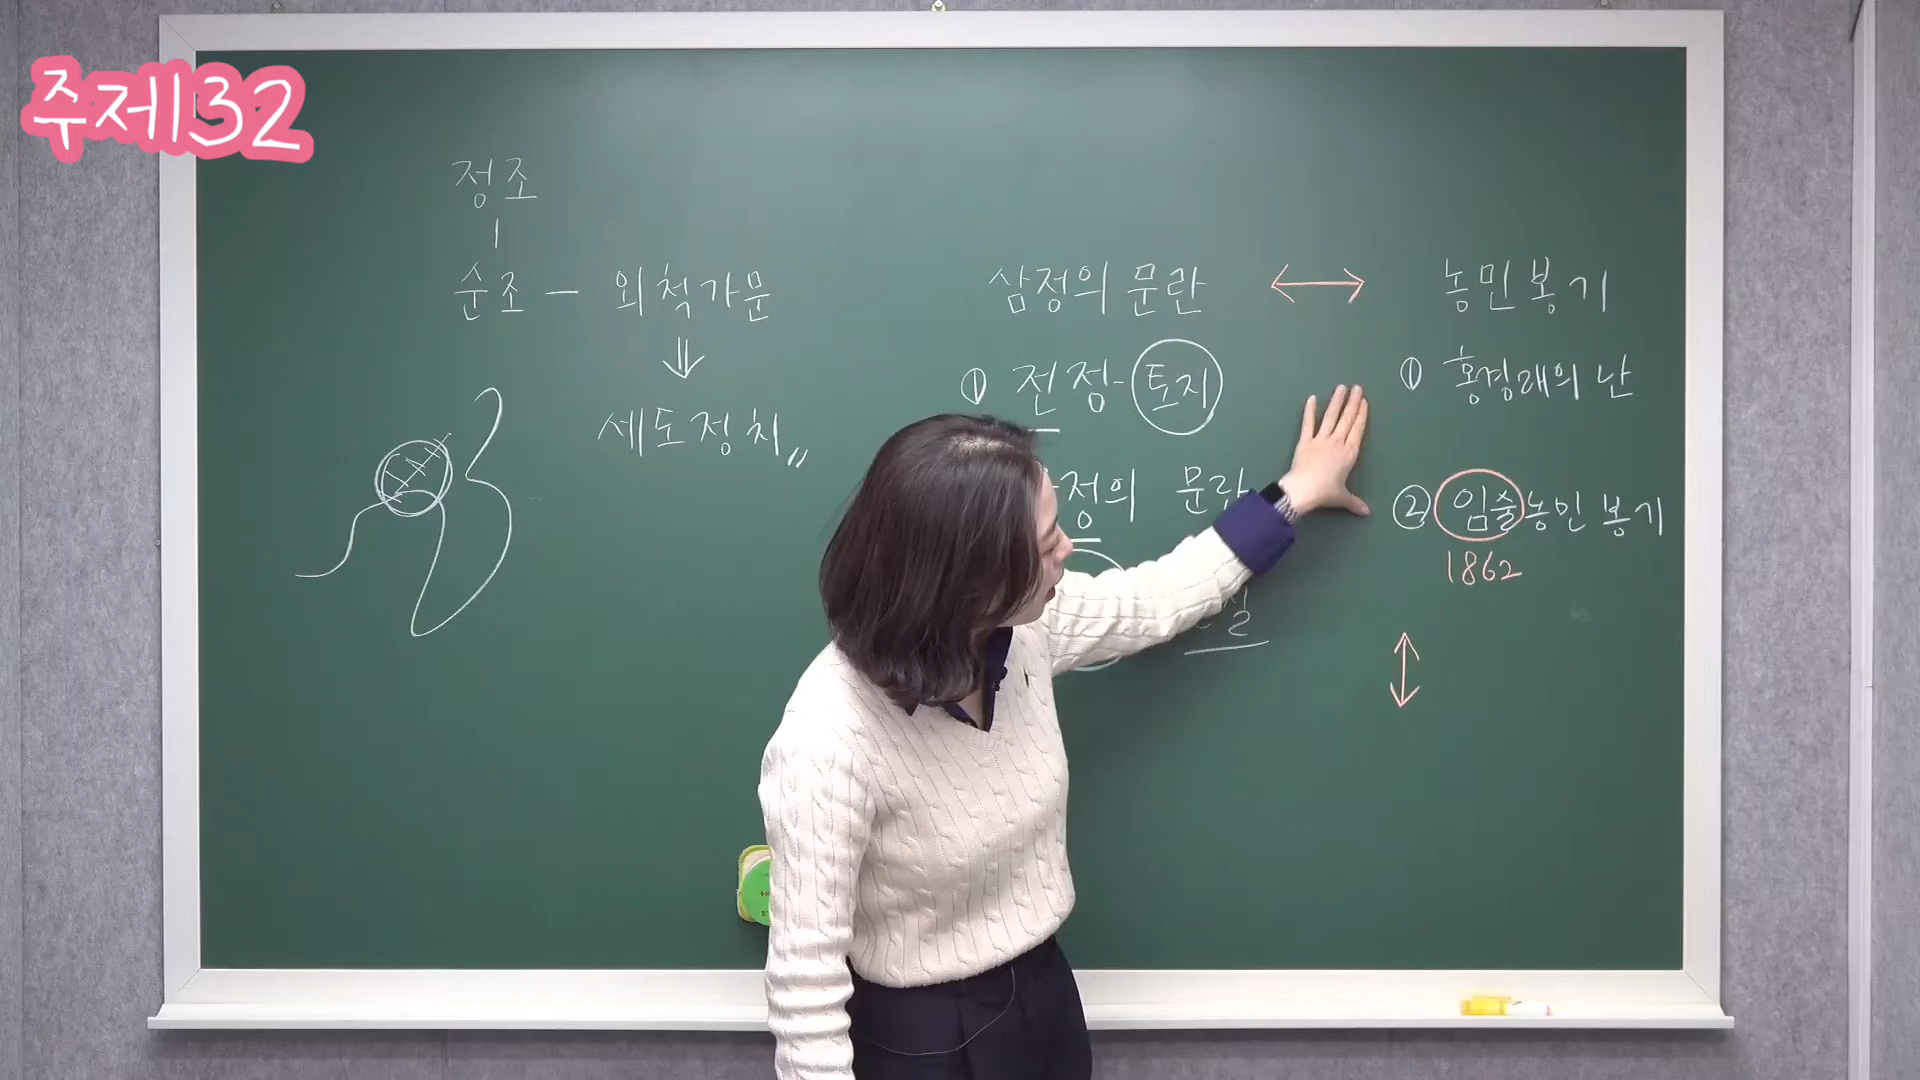 주제132
정조
순조 - 외척가문
⇓
세도정치〃
삼정의 문란 ↔ 농민봉기
① 전정-토지
정의 문란
① 홍경래의 난
② 임술농민 봉기
1862
↕